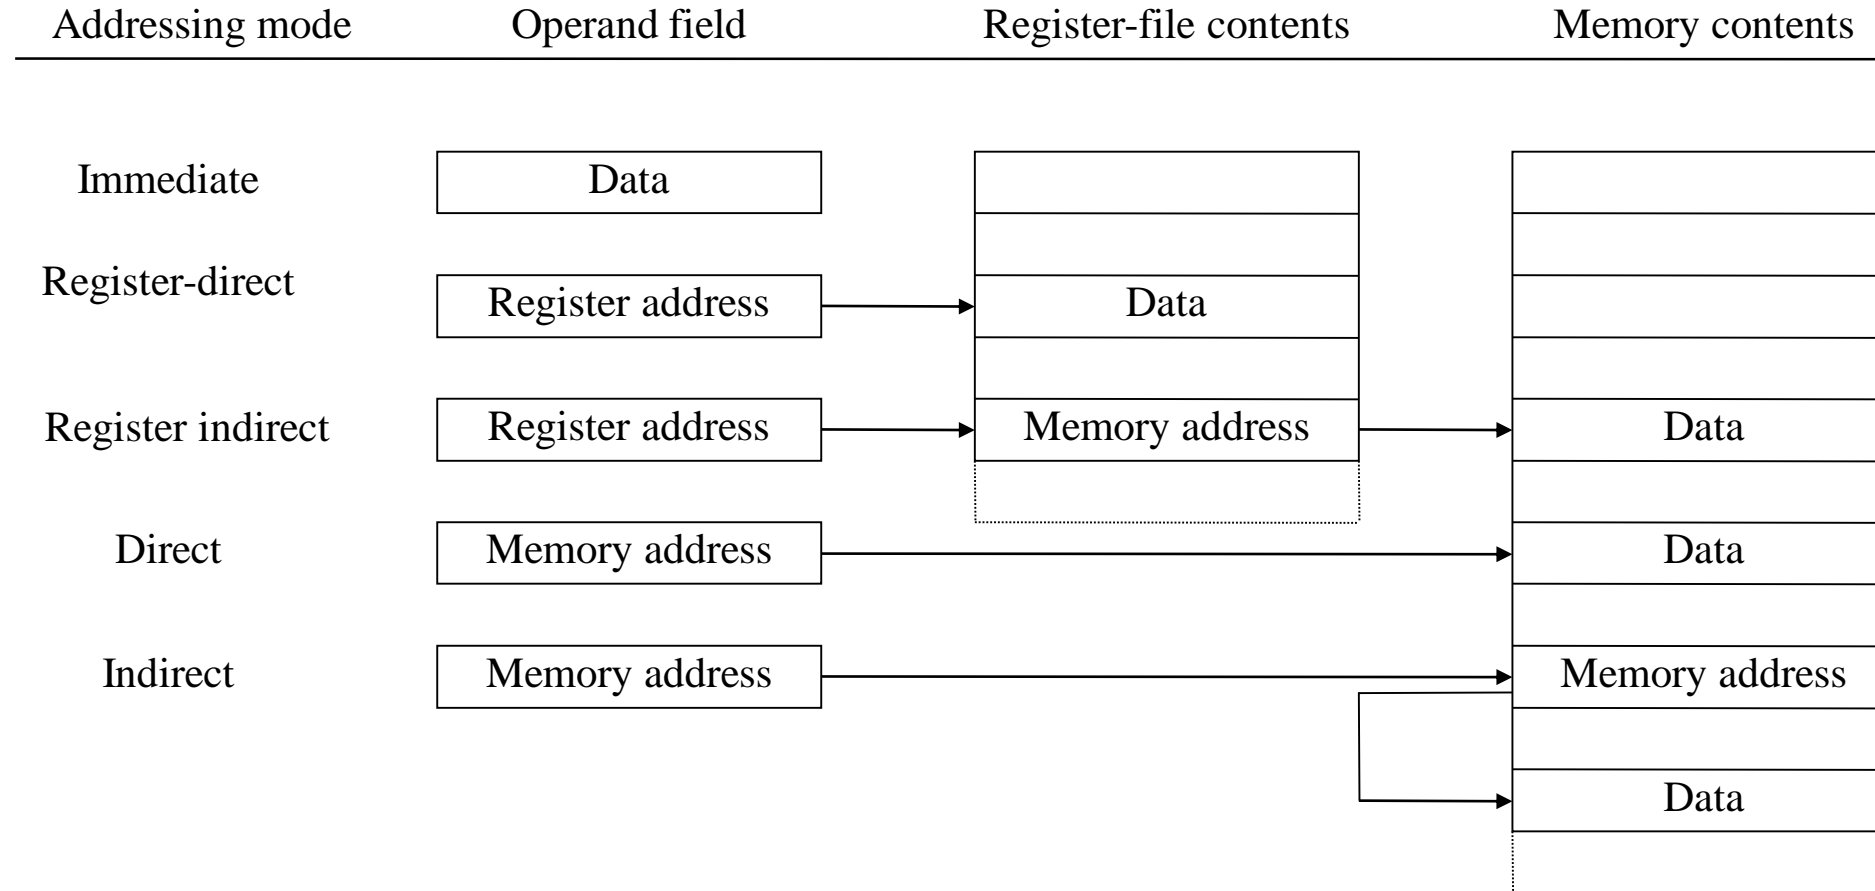 Addressing mode Operand field Register-file contents Memory contents
Immediate Data
Register-direct Register address Data
Register indirect Register address Memory address Data
Direct Memory address Data
Indirect Memory address Memory address
Data